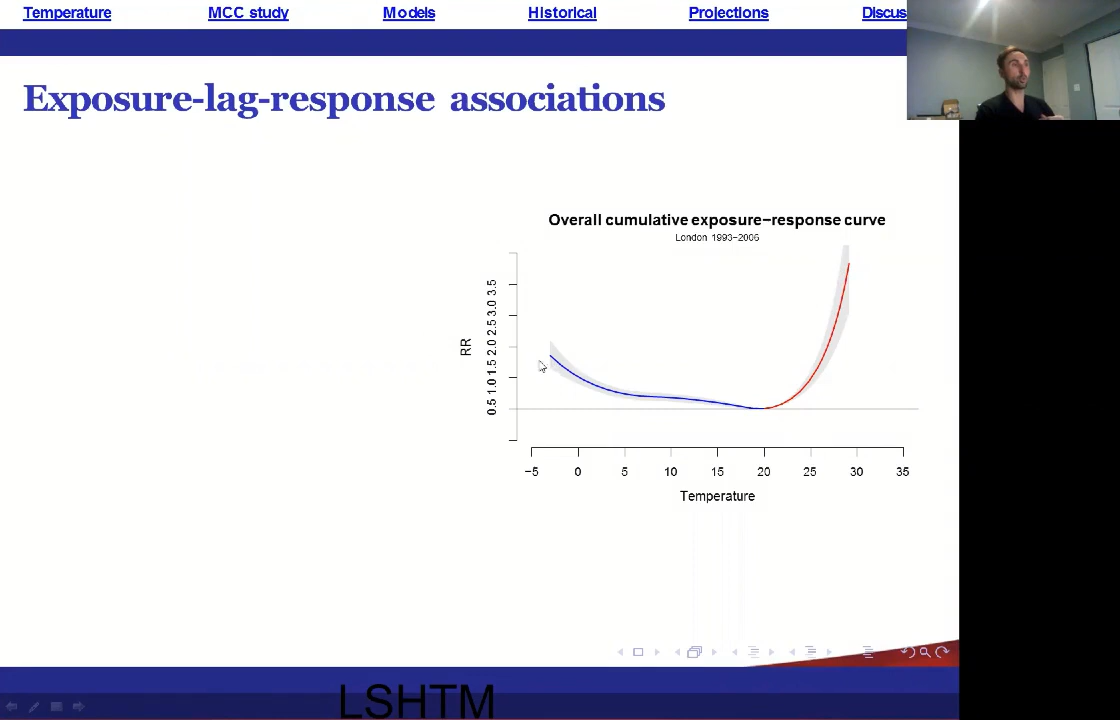 Temperature MCC study Models Historical Projections Discus
Exposure-lag-response associations
Overall cumulative exposure−response curve
London 1993−2006
RR
0.5 1.0 1.5 2.0 2.5 3.0 3.5
−5 0 5 10 15 20 25 30 35
Temperature
LSHTM